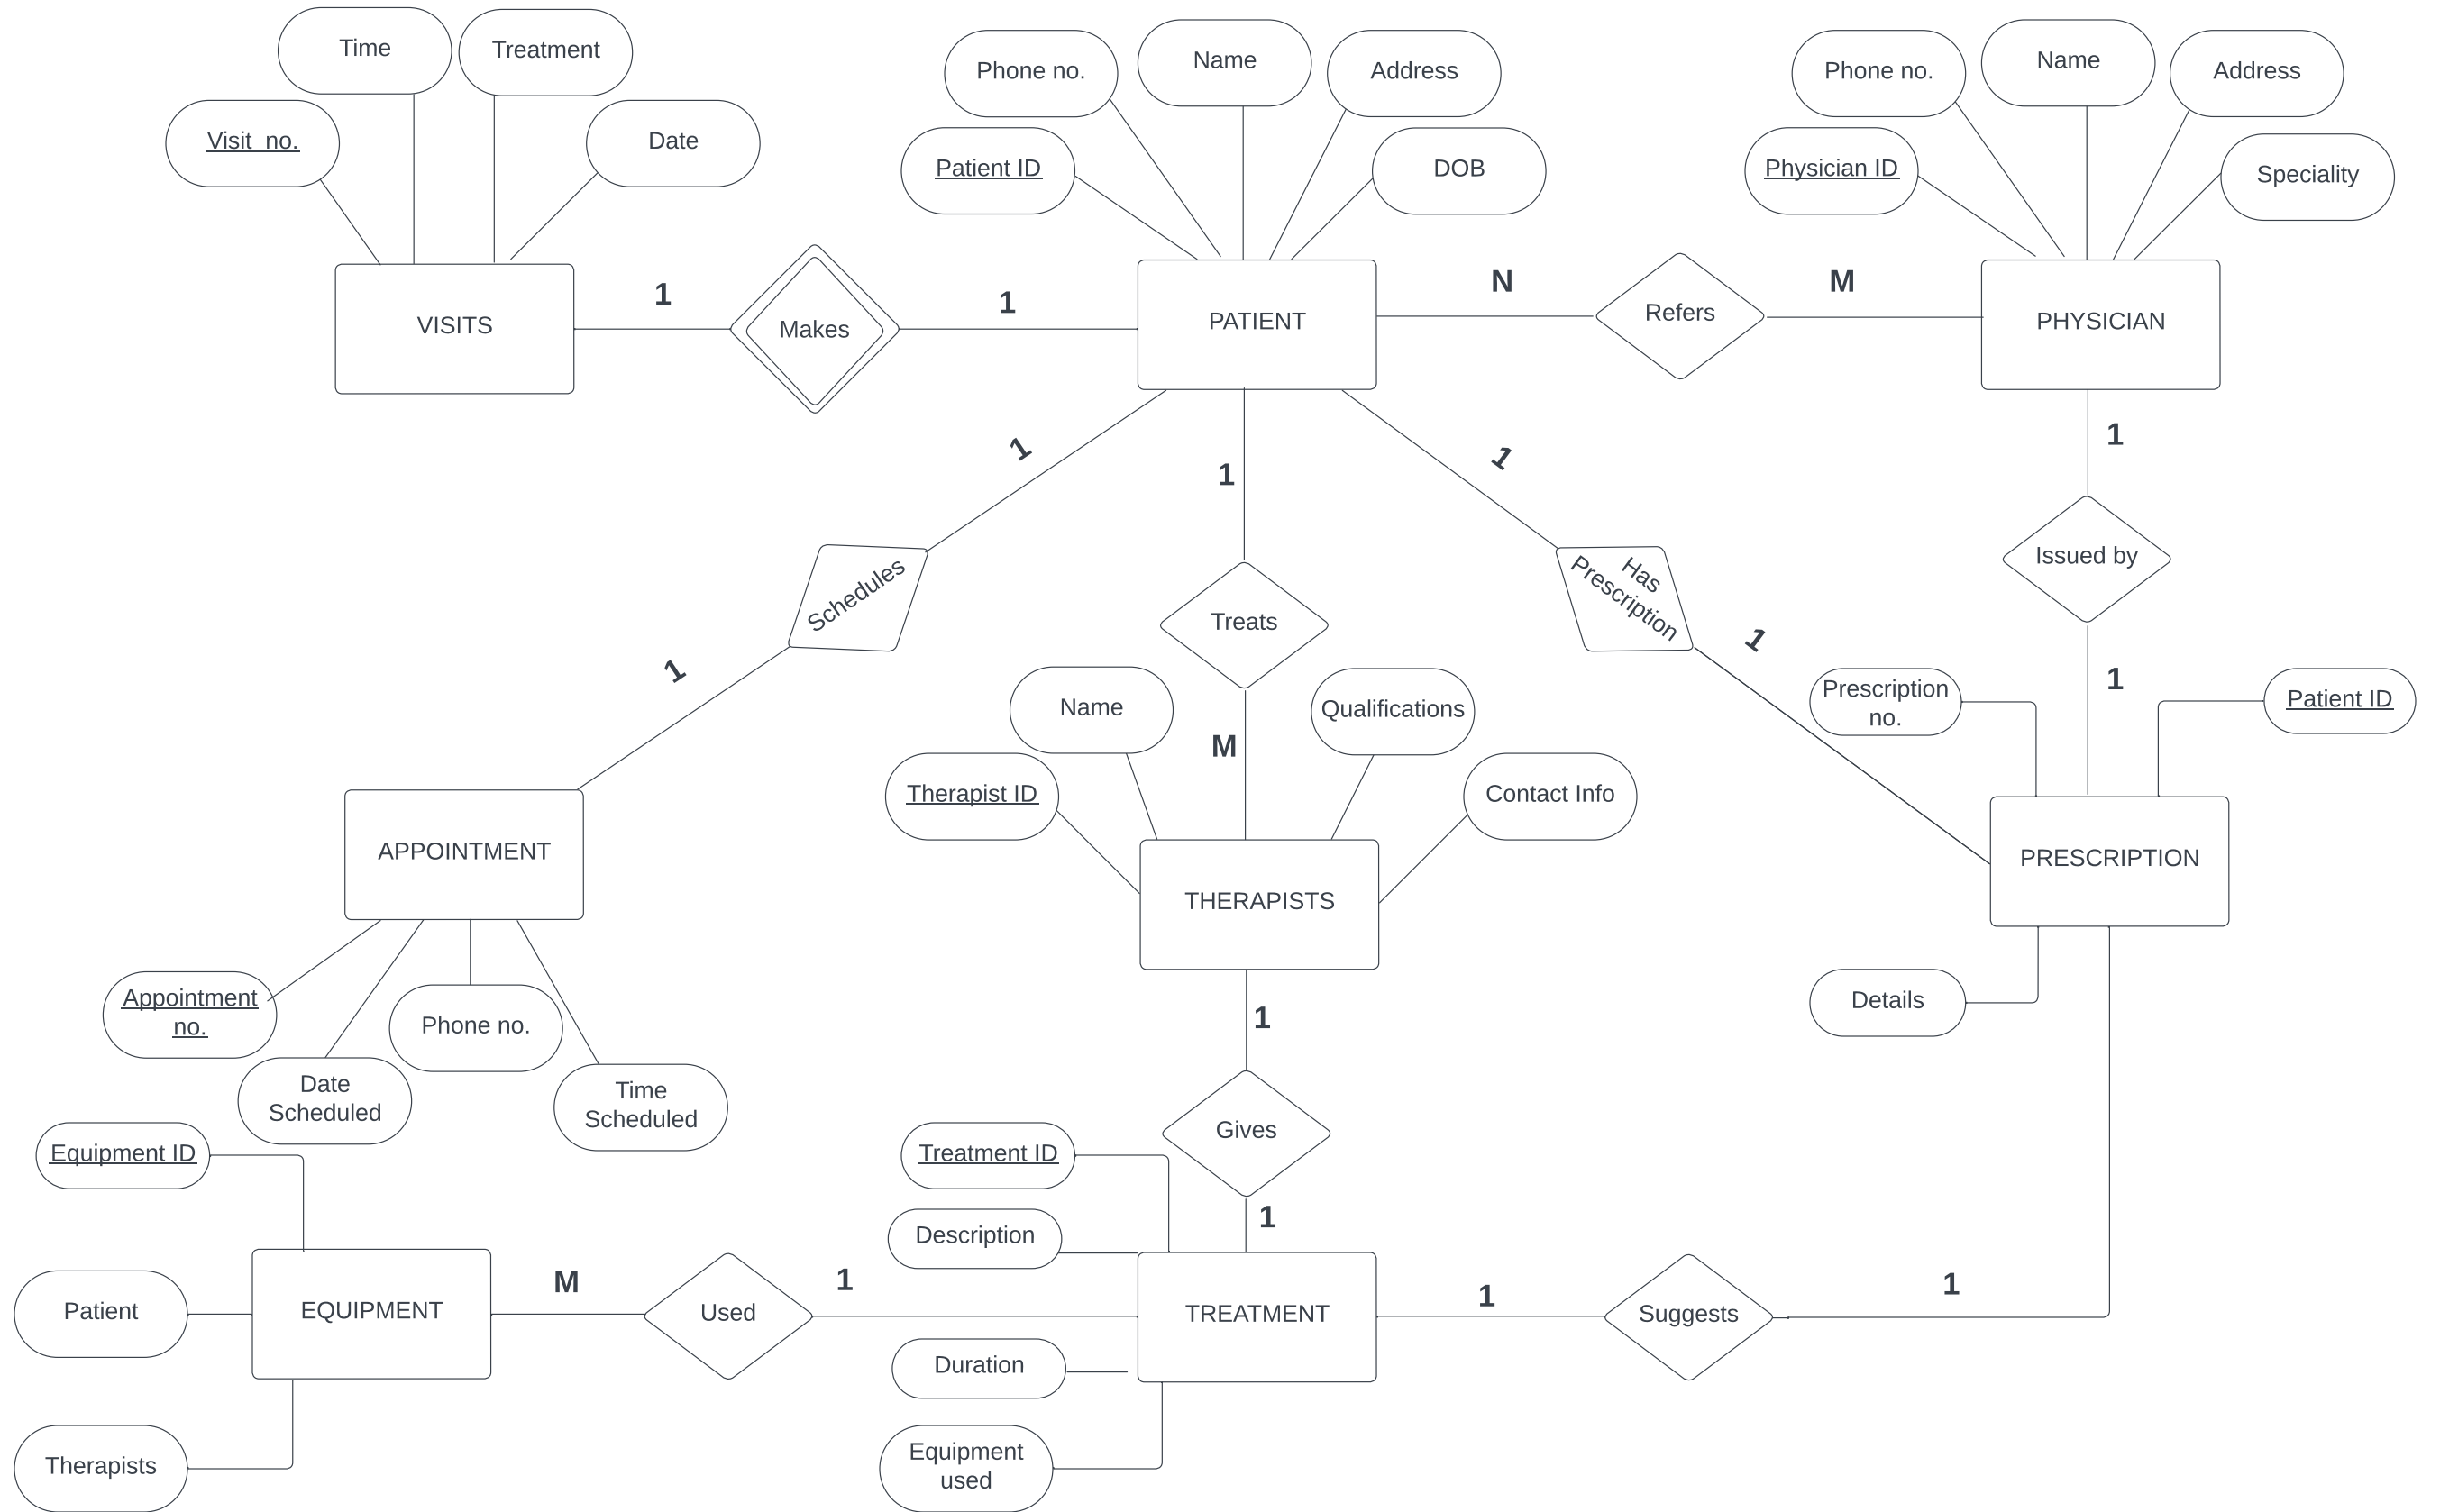 Time
Treatment
Visit no.
Date
Phone no.
Name
Address
Patient ID
DOB
Phone no.
Name
Address
Physician ID
Speciality
VISITS
1
Makes
1
PATIENT
N
Refers
M
PHYSICIAN
1
1
1
1
Schedules
Treats
Has
Prescription
Issued by
1
1
1
Name
M
Qualifications
Prescription
no.
Patient ID
Therapist ID
Contact Info
APPOINTMENT
THERAPISTS
PRESCRIPTION
Appointment
no.
Phone no.
Date
Scheduled
Time
Scheduled
1
Details
Gives
Equipment ID
Treatment ID
Description
1
Patient
EQUIPMENT
M
Used
1
TREATMENT
1
Suggests
1
Duration
Therapists
Equipment
used